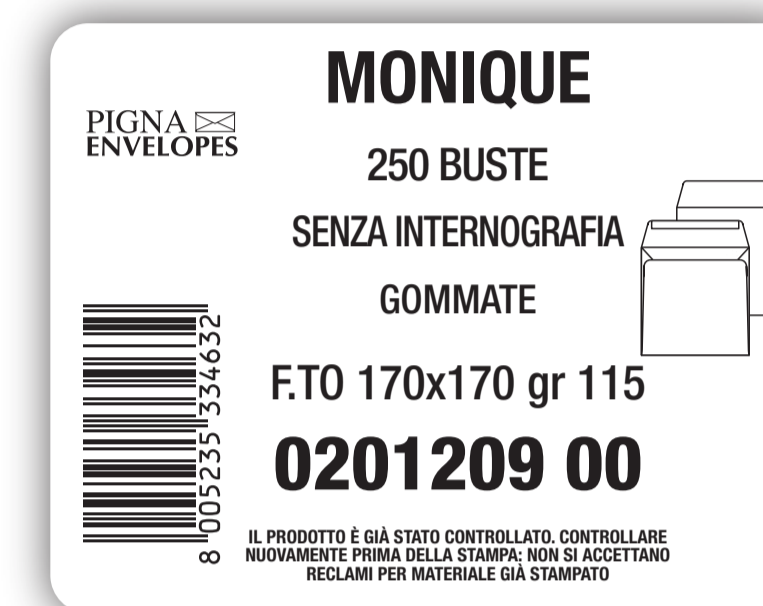 MONIQUE
PIGNA
ENVELOPES
250 BUSTE
SENZA INTERNOGRAFIA
GOMMATE
F.TO 170x170 gr 115
0201209 00
8 005235 334632
IL PRODOTTO È GIÀ STATO CONTROLLATO. CONTROLLARE
NUOVAMENTE PRIMA DELLA STAMPA: NON SI ACCETTANO
RECLAMI PER MATERIALE GIÀ STAMPATO